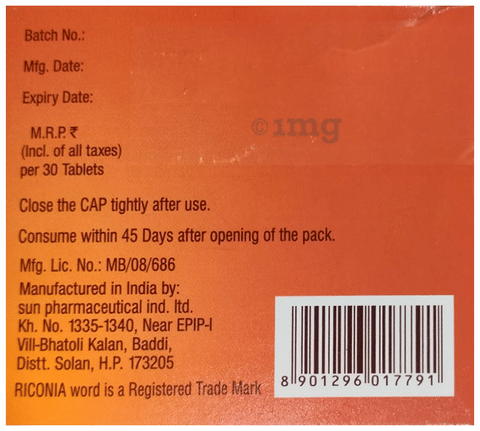 Batch No.:
Mfg. Date:
Expiry Date:
M.R.P. ₹
(Incl. of all taxes)
per 30 Tablets
© 1mg
Close the CAP tightly after use.
Consume within 45 Days after opening of the pack.
Mfg. Lic. No.: MB/08/686
Manufactured in India by:
sun pharmaceutical ind. ltd.
Kh. No. 1335-1340, Near EPIP-I
Vill-Bhatoli Kalan, Baddi,
Distt. Solan, H.P. 173205
RICONIA word is a Registered Trade Mark
8 901296 017791